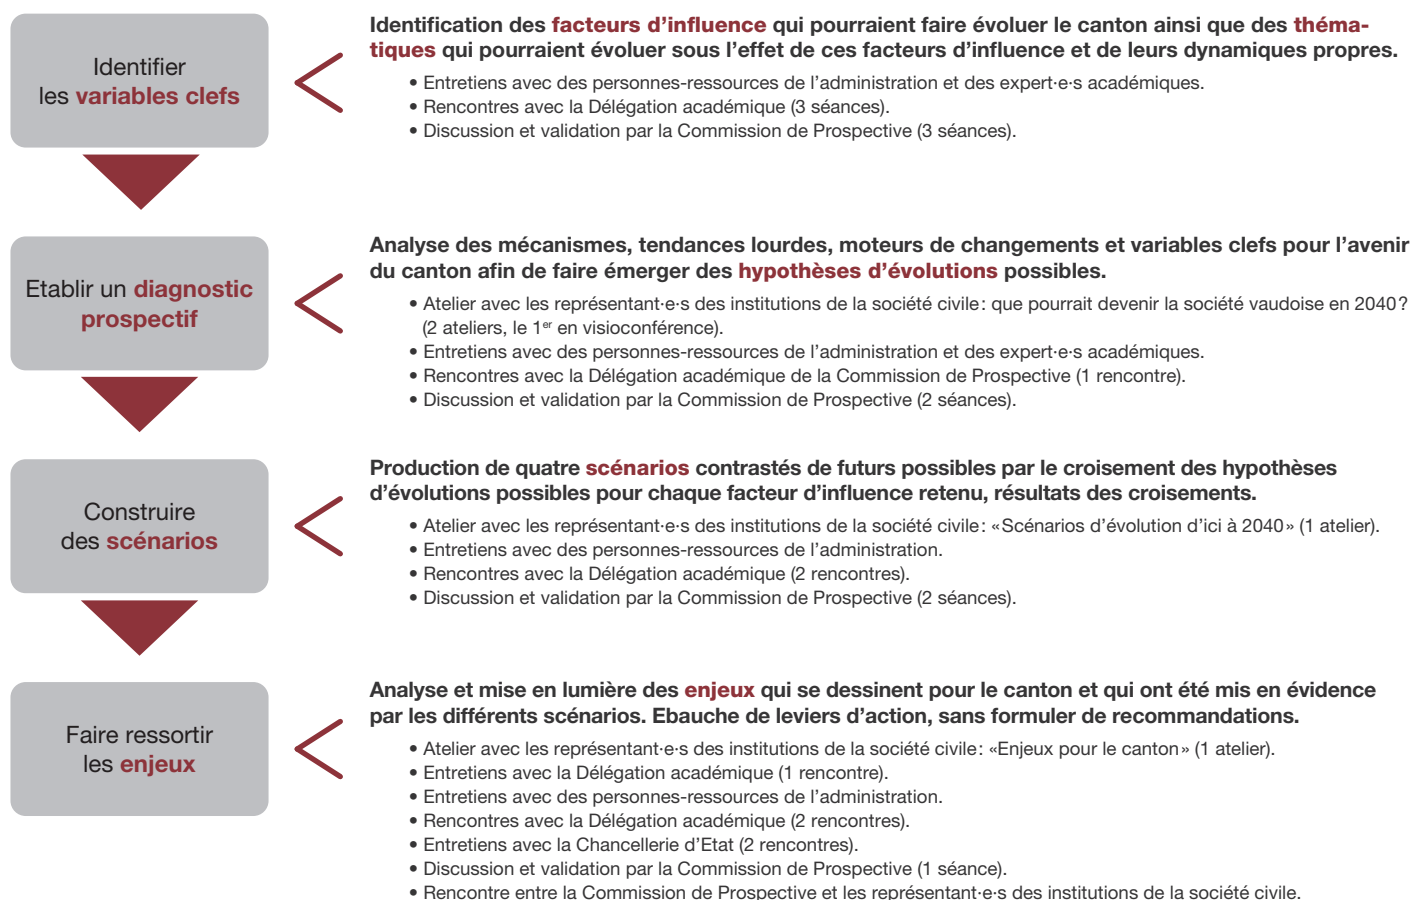 Identifier
les variables clefs
Identification des facteurs d’influence qui pourraient faire évoluer le canton ainsi que des théma-
tiques qui pourraient évoluer sous l’effet de ces facteurs d’influence et de leurs dynamiques propres.
• Entretiens avec des personnes-ressources de l’administration et des expert·e·s académiques.
• Rencontres avec la Délégation académique (3 séances).
• Discussion et validation par la Commission de Prospective (3 séances).
Etablir un diagnostic
prospectif
Analyse des mécanismes, tendances lourdes, moteurs de changements et variables clefs pour l’avenir
du canton afin de faire émerger des hypothèses d’évolutions possibles.
• Atelier avec les représentant·e·s des institutions de la société civile: que pourrait devenir la société vaudoise en 2040?
(2 ateliers, le 1er en visioconférence).
• Entretiens avec des personnes-ressources de l’administration et des expert·e·s académiques.
• Rencontres avec la Délégation académique de la Commission de Prospective (1 rencontre).
• Discussion et validation par la Commission de Prospective (2 séances).
Construire
des scénarios
Production de quatre scénarios contrastés de futurs possibles par le croisement des hypothèses
d’évolutions possibles pour chaque facteur d’influence retenu, résultats des croisements.
• Atelier avec les représentant·e·s des institutions de la société civile: «Scénarios d’évolution d’ici à 2040» (1 atelier).
• Entretiens avec des personnes-ressources de l’administration.
• Rencontres avec la Délégation académique (2 rencontres).
• Discussion et validation par la Commission de Prospective (2 séances).
Faire ressortir
les enjeux
Analyse et mise en lumière des enjeux qui se dessinent pour le canton et qui ont été mis en évidence
par les différents scénarios. Ebauche de leviers d’action, sans formuler de recommandations.
• Atelier avec les représentant·e·s des institutions de la société civile: «Enjeux pour le canton» (1 atelier).
• Entretiens avec la Délégation académique (1 rencontre).
• Entretiens avec des personnes-ressources de l’administration.
• Rencontres avec la Délégation académique (2 rencontres).
• Entretiens avec la Chancellerie d’Etat (2 rencontres).
• Discussion et validation par la Commission de Prospective (1 séance).
• Rencontre entre la Commission de Prospective et les représentant·e·s des institutions de la société civile.